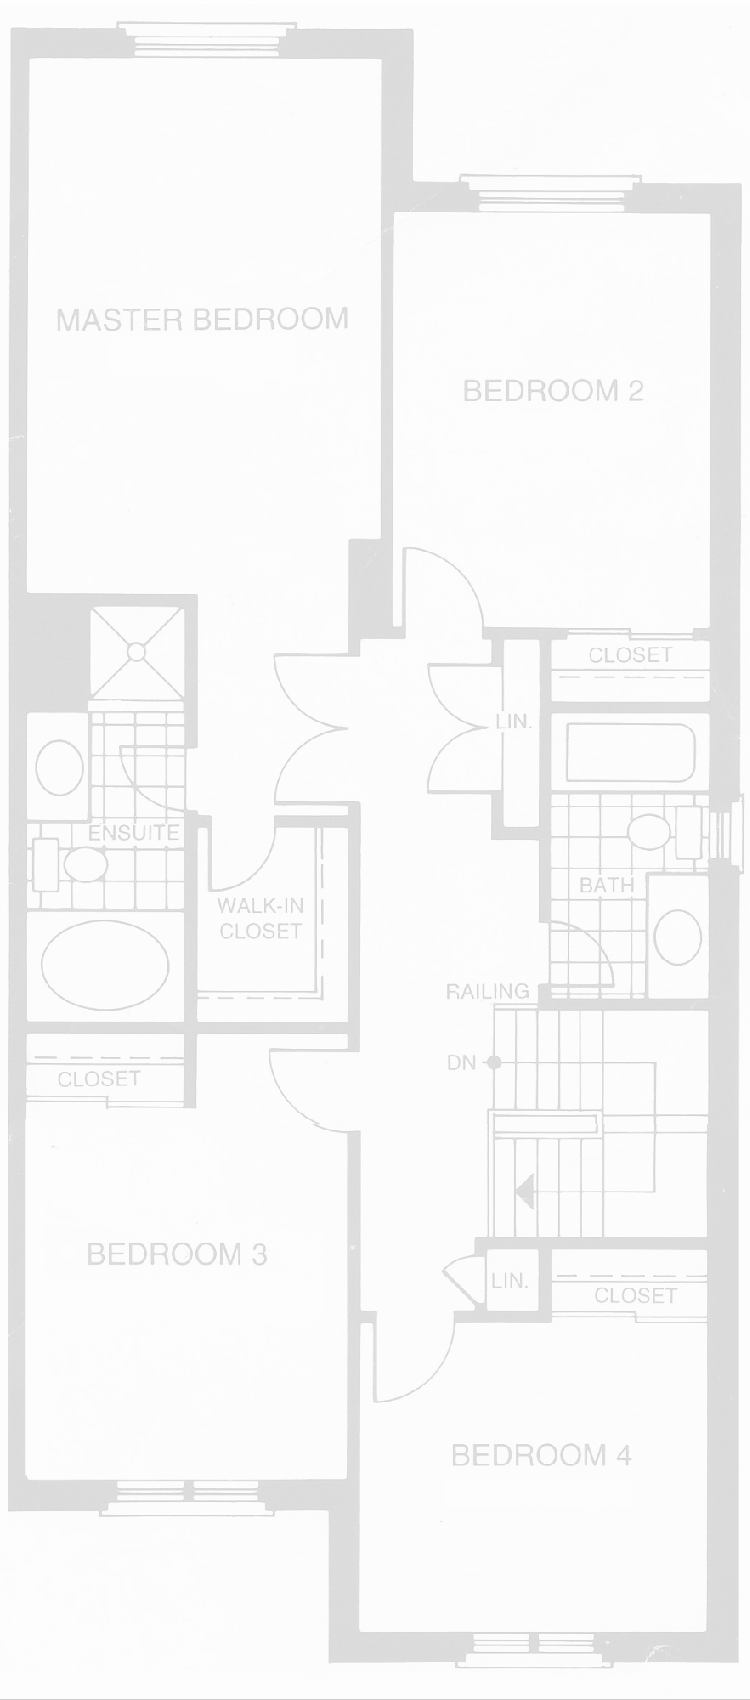 MASTER BEDROOM
BEDROOM 2
CLOSET
LIN.
ENSUITE
BATH
WALK-IN
CLOSET
RAILING
DN
CLOSET
BEDROOM 3
LIN.
CLOSET
BEDROOM 4